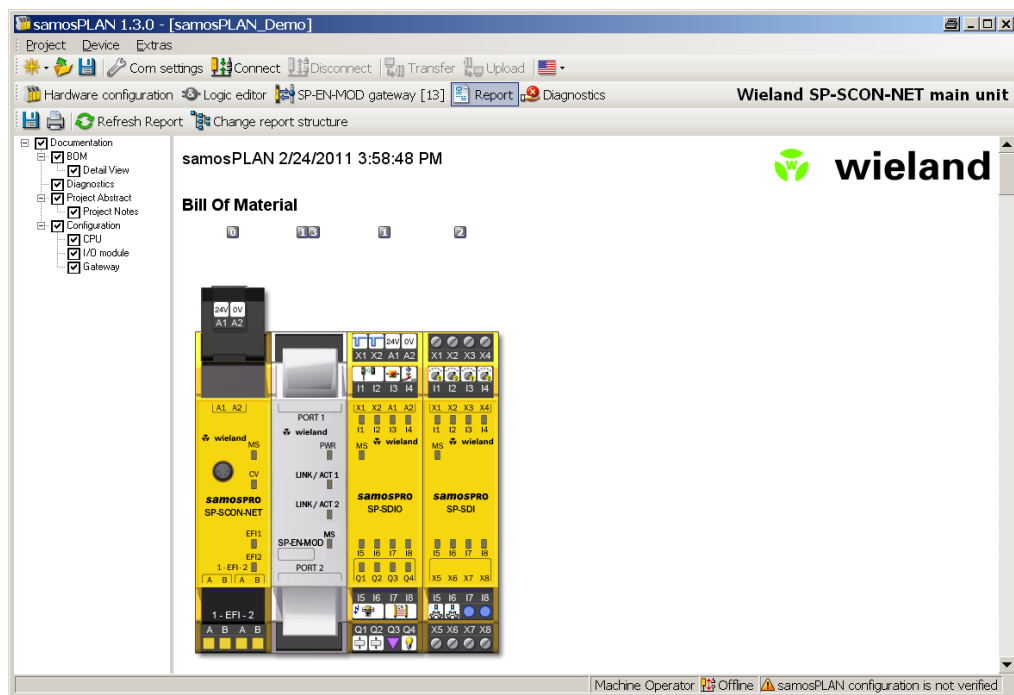 samosPLAN 1.3.0 - [samosPLAN_Demo]
Project Device Extras
Com settings Connect Disconnect Transfer Upload
Hardware configuration Logic editor SP-EN-MOD gateway [13] Report Diagnostics Wieland SP-SCON-NET main unit
Refresh Report Change report structure
Documentation
BOM
Detail View
Diagnostics
Project Abstract
Project Notes
Configuration
CPU
I/O module
Gateway
samosPLAN 2/24/2011 3:58:48 PM
wieland
Bill Of Material
0 13 1 2
24V 0V
A1 A2
A1 A2
wieland
MS
CV
samosPRO
SP-SCON-NET
EFI1
EFI2
1 - EFI - 2
A B A B
1 - EFI - 2
A B A B
PORT 1
wieland
PWR
LINK / ACT 1
LINK / ACT 2
MS
SP-EN-MOD
PORT 2
24V 0V
X1 X2 A1 A2
I1 I2 I3 I4
X1 X2 A1 A2
I1 I2 I3 I4
MS wieland
samosPRO
SP-SDIO
I5 I6 I7 I8
Q1 Q2 Q3 Q4
I5 I6 I7 I8
Q1 Q2 Q3 Q4
X1 X2 X3 X4
I1 I2 I3 I4
X1 X2 X3 X4
I1 I2 I3 I4
MS wieland
samosPRO
SP-SDI
I5 I6 I7 I8
X5 X6 X7 X8
I5 I6 I7 I8
X5 X6 X7 X8
Machine Operator Offline samosPLAN configuration is not verified